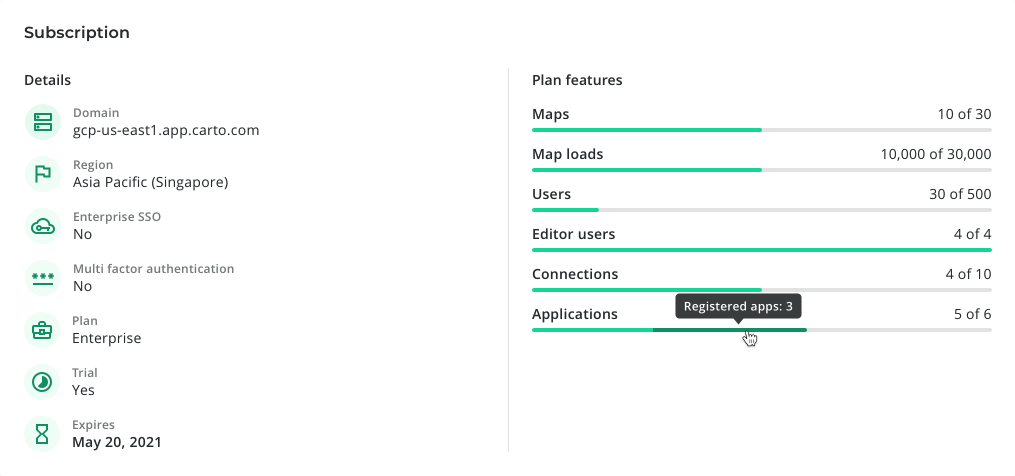 Subscription
Details
Domain
gcp-us-east1.app.carto.com
Region
Asia Pacific (Singapore)
Enterprise SSO
No
Multi factor authentication
No
Plan
Enterprise
Trial
Yes
Expires
May 20, 2021
Plan features
Maps 10 of 30
Map loads 10,000 of 30,000
Users 30 of 500
Editor users 4 of 4
Connections 4 of 10
Registered apps: 3
Applications 5 of 6